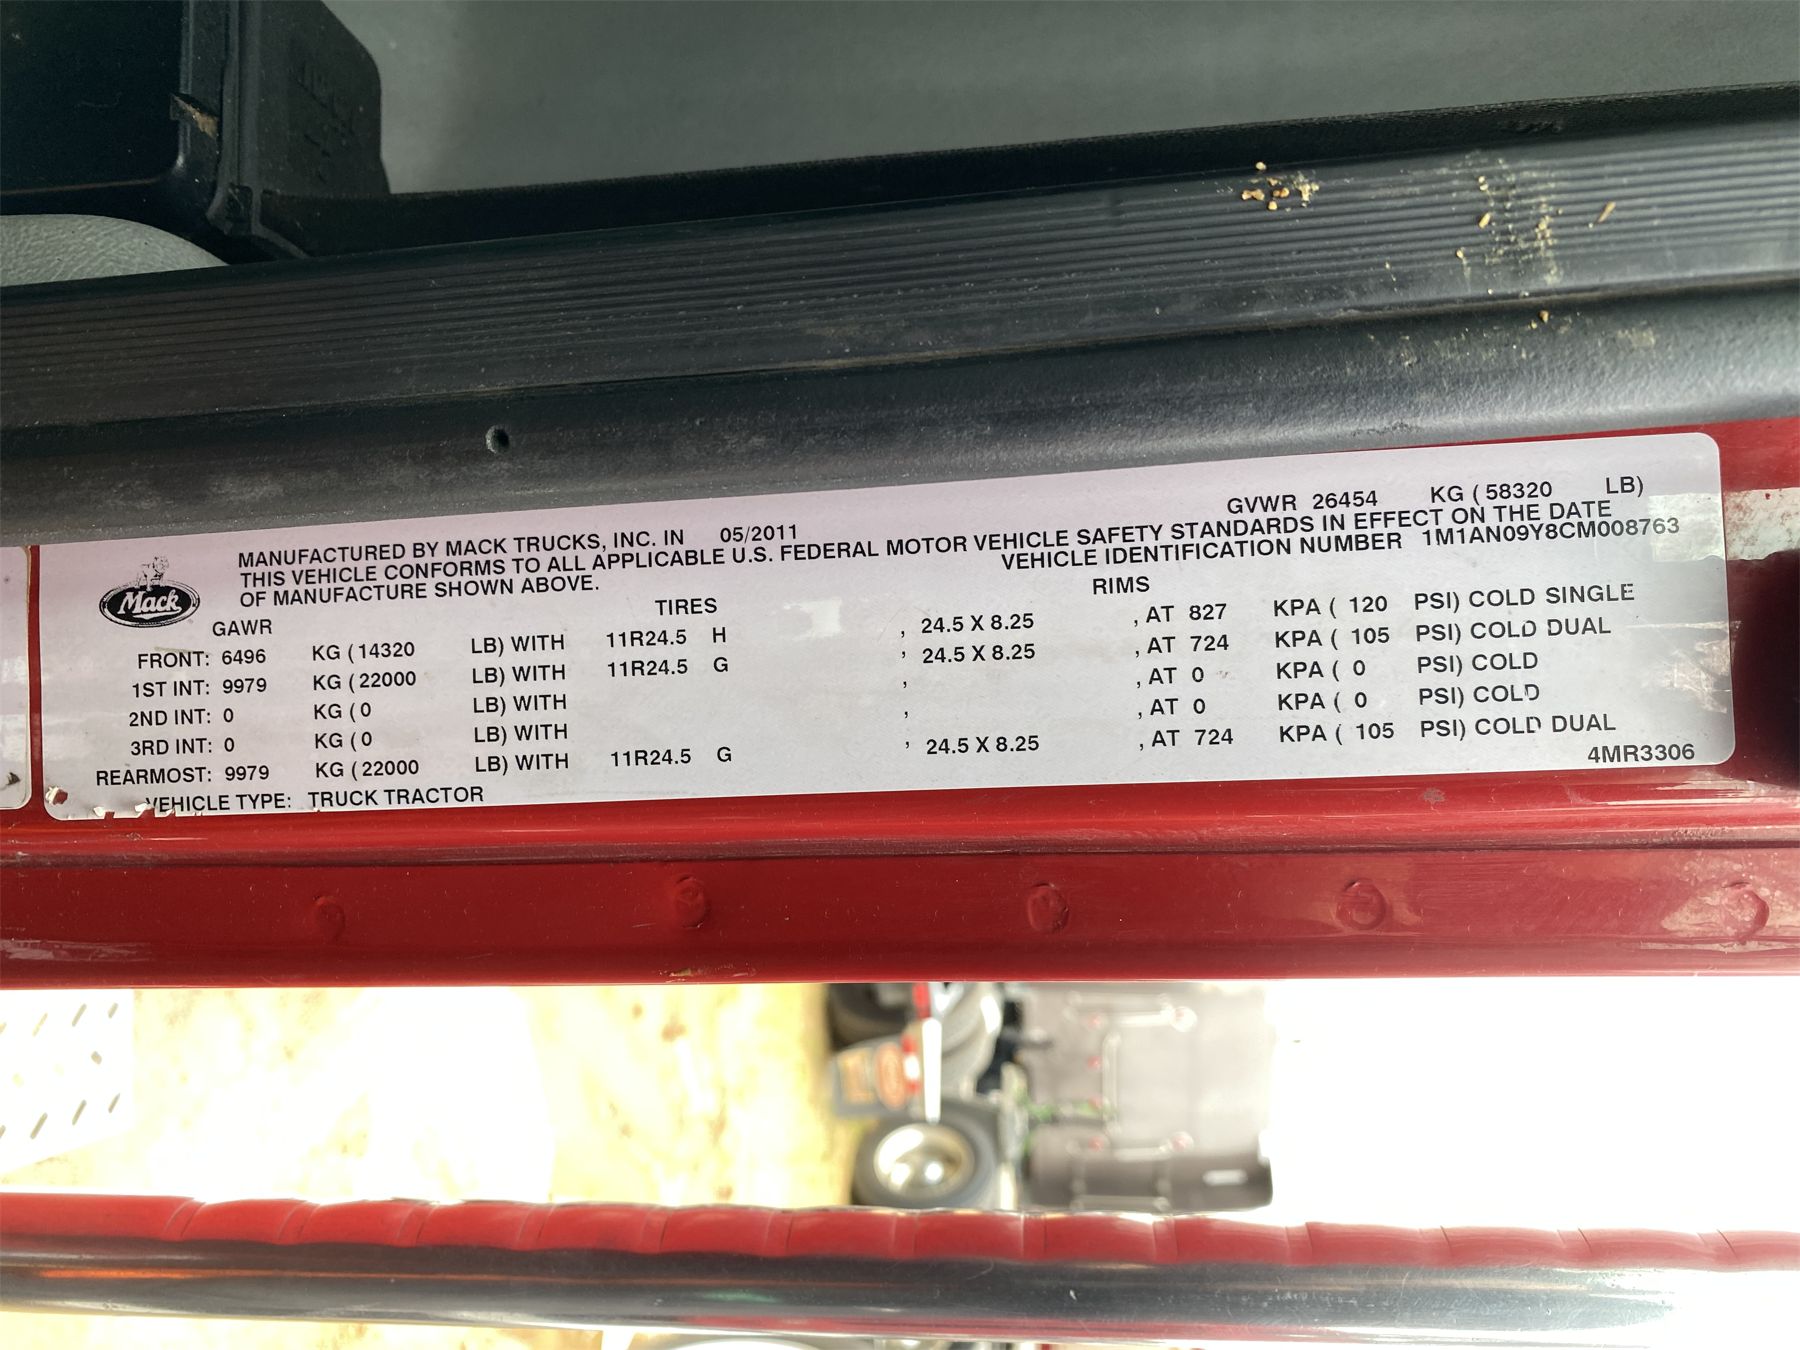 GVWR 26454 KG ( 58320 LB)
MANUFACTURED BY MACK TRUCKS, INC. IN 05/2011
THIS VEHICLE CONFORMS TO ALL APPLICABLE U.S. FEDERAL MOTOR VEHICLE SAFETY STANDARDS IN EFFECT ON THE DATE
OF MANUFACTURE SHOWN ABOVE. VEHICLE IDENTIFICATION NUMBER 1M1AN09Y8CM008763
Mack
GAWR TIRES RIMS
FRONT: 6496 KG ( 14320 LB) WITH 11R24.5 H , 24.5 X 8.25 , AT 827 KPA ( 120 PSI) COLD SINGLE
1ST INT: 9979 KG ( 22000 LB) WITH 11R24.5 G , 24.5 X 8.25 , AT 724 KPA ( 105 PSI) COLD DUAL
2ND INT: 0 KG ( 0 LB) WITH , , AT 0 KPA ( 0 PSI) COLD
3RD INT: 0 KG ( 0 LB) WITH , , AT 0 KPA ( 0 PSI) COLD
REARMOST: 9979 KG ( 22000 LB) WITH 11R24.5 G , 24.5 X 8.25 , AT 724 KPA ( 105 PSI) COLD DUAL
VEHICLE TYPE: TRUCK TRACTOR 4MR3306